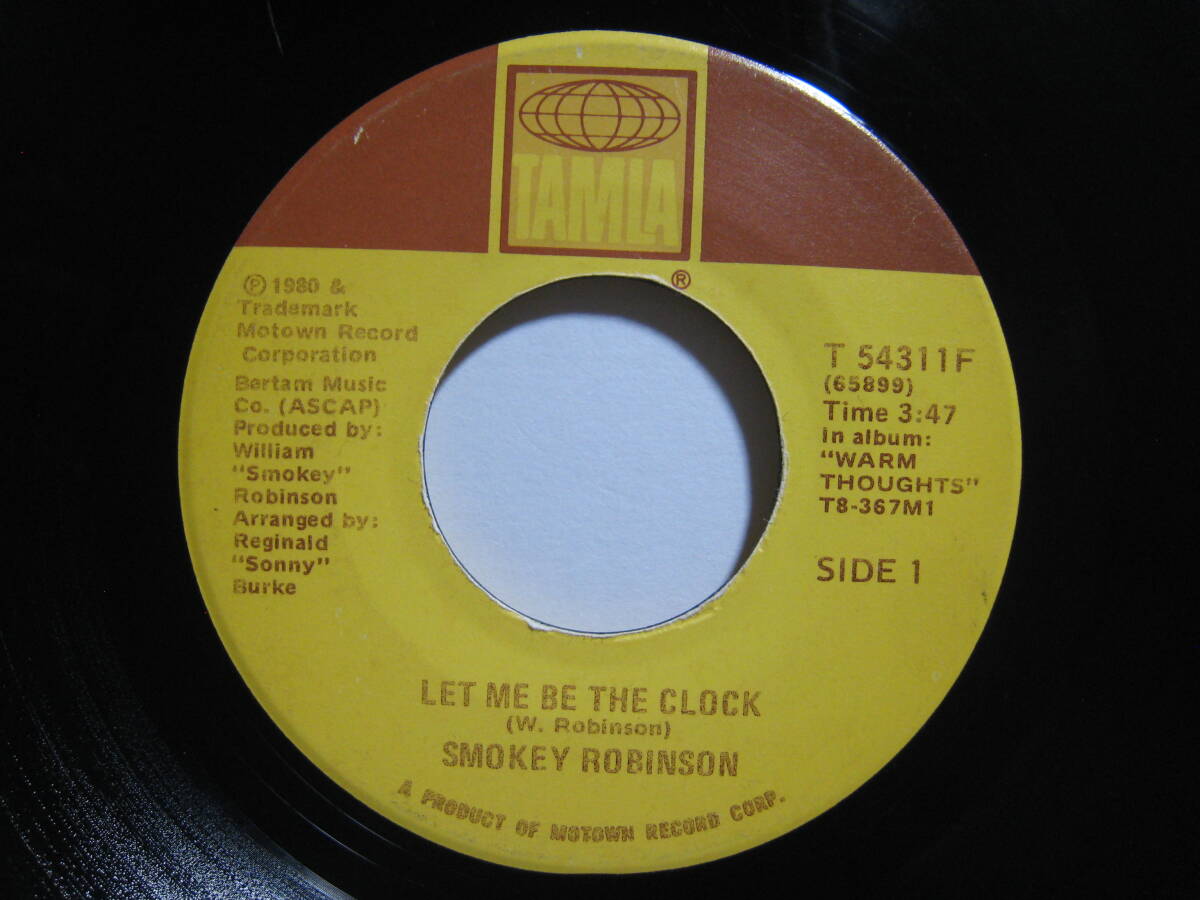 TAMLA
®
℗ 1980 &
Trademark
Motown Record
Corporation
Bertam Music
Co. (ASCAP)
Produced by:
William
"Smokey"
Robinson
Arranged by:
Reginald
"Sonny"
Burke
T 54311F
(65899)
Time 3:47
In album:
"WARM
THOUGHTS"
T8-367M1
SIDE 1
LET ME BE THE CLOCK
(W. Robinson)
SMOKEY ROBINSON
A PRODUCT OF MOTOWN RECORD CORP.